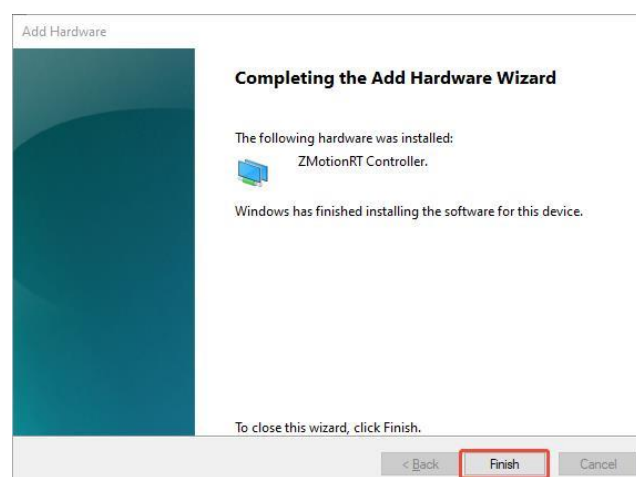 Add Hardware
Completing the Add Hardware Wizard
The following hardware was installed:
ZMotionRT Controller.
Windows has finished installing the software for this device.
To close this wizard, click Finish.
< Back Finish Cancel